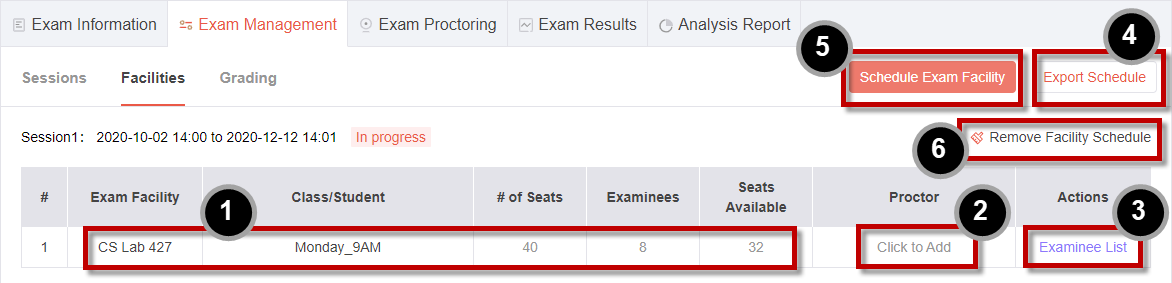 Exam Information Exam Management Exam Proctoring Exam Results Analysis Report
5 4
Sessions Facilities Grading Schedule Exam Facility Export Schedule
Session1: 2020-10-02 14:00 to 2020-12-12 14:01 In progress 6 Remove Facility Schedule
# Exam Facility Class/Student # of Seats Examinees Seats Available Proctor Actions
1 2 3
1 CS Lab 427 Monday_9AM 40 8 32 Click to Add Examinee List